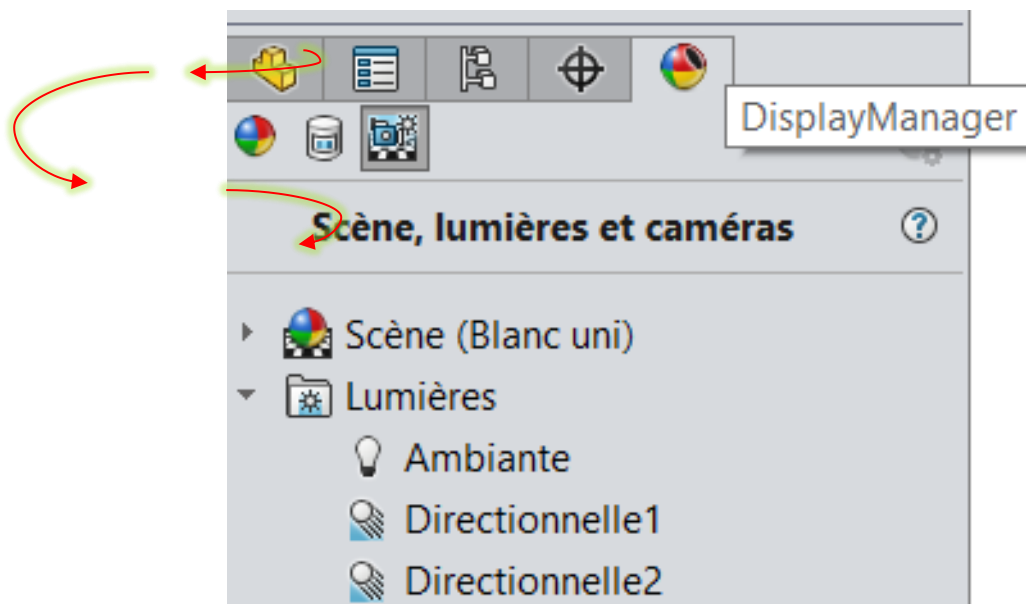 DisplayManager
Scène, lumières et caméras
Scène (Blanc uni)
Lumières
Ambiante
Directionnelle1
Directionnelle2